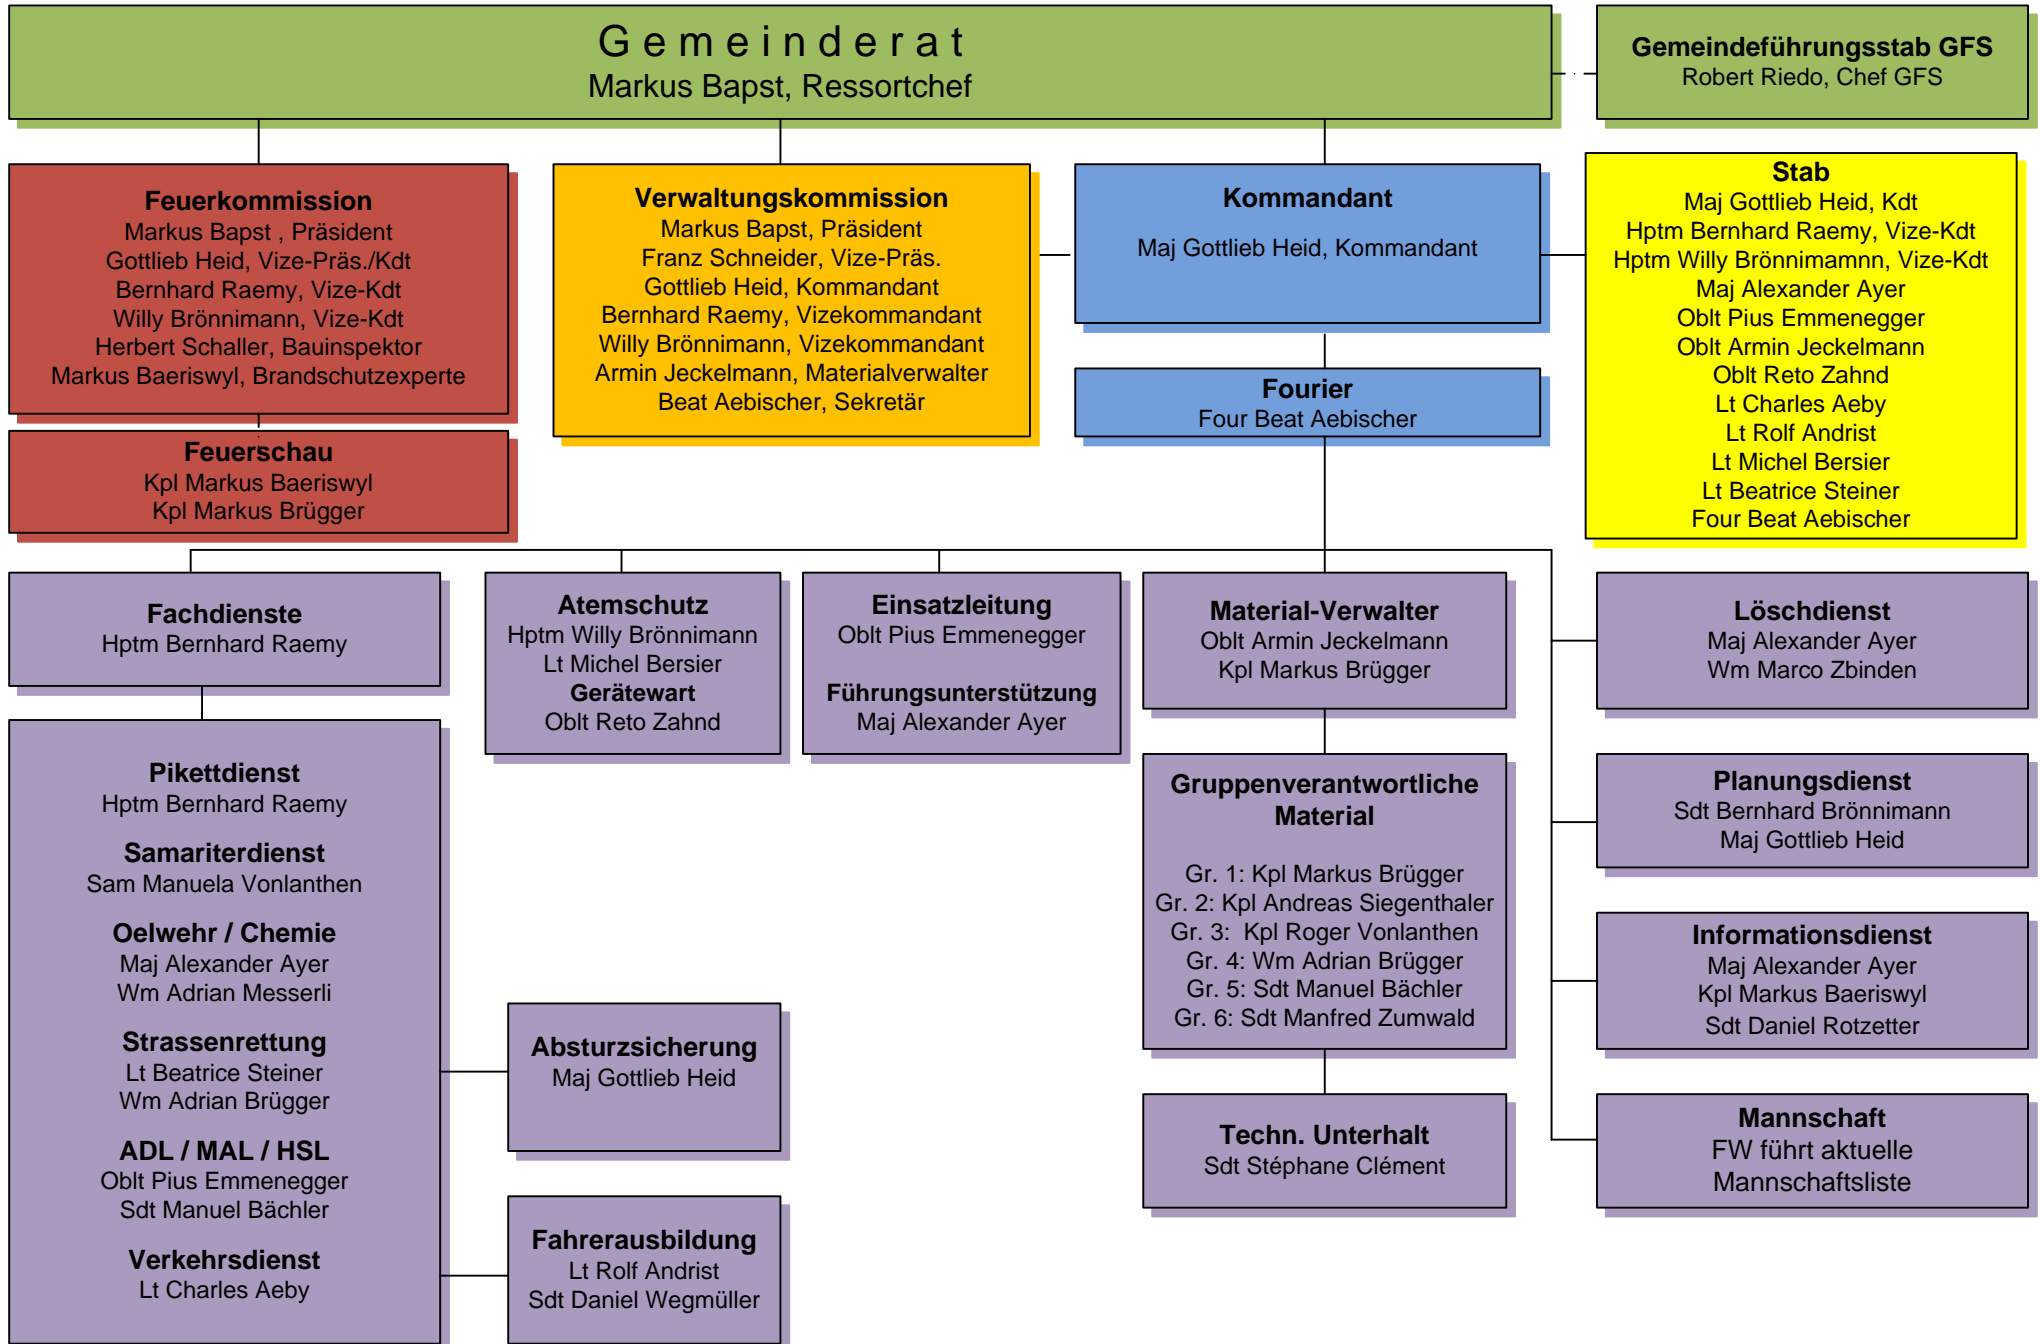 G e m e i n d e r a t
Markus Bapst, Ressortchef
Gemeindeführungsstab GFS
Robert Riedo, Chef GFS
Feuerkommission
Markus Bapst , Präsident
Gottlieb Heid, Vize-Präs./Kdt
Bernhard Raemy, Vize-Kdt
Willy Brönnimann, Vize-Kdt
Herbert Schaller, Bauinspektor
Markus Baeriswyl, Brandschutzexperte
Feuerschau
Kpl Markus Baeriswyl
Kpl Markus Brügger
Verwaltungskommission
Markus Bapst, Präsident
Franz Schneider, Vize-Präs.
Gottlieb Heid, Kommandant
Bernhard Raemy, Vizekommandant
Willy Brönnimann, Vizekommandant
Armin Jeckelmann, Materialverwalter
Beat Aebischer, Sekretär
Kommandant
Maj Gottlieb Heid, Kommandant
Fourier
Four Beat Aebischer
Stab
Maj Gottlieb Heid, Kdt
Hptm Bernhard Raemy, Vize-Kdt
Hptm Willy Brönnimamnn, Vize-Kdt
Maj Alexander Ayer
Oblt Pius Emmenegger
Oblt Armin Jeckelmann
Oblt Reto Zahnd
Lt Charles Aeby
Lt Rolf Andrist
Lt Michel Bersier
Lt Beatrice Steiner
Four Beat Aebischer
Fachdienste
Hptm Bernhard Raemy
Atemschutz
Hptm Willy Brönnimann
Lt Michel Bersier
Gerätewart
Oblt Reto Zahnd
Einsatzleitung
Oblt Pius Emmenegger
Führungsunterstützung
Maj Alexander Ayer
Material-Verwalter
Oblt Armin Jeckelmann
Kpl Markus Brügger
Löschdienst
Maj Alexander Ayer
Wm Marco Zbinden
Pikettdienst
Hptm Bernhard Raemy
Samariterdienst
Sam Manuela Vonlanthen
Oelwehr / Chemie
Maj Alexander Ayer
Wm Adrian Messerli
Strassenrettung
Lt Beatrice Steiner
Wm Adrian Brügger
ADL / MAL / HSL
Oblt Pius Emmenegger
Sdt Manuel Bächler
Verkehrsdienst
Lt Charles Aeby
Absturzsicherung
Maj Gottlieb Heid
Fahrerausbildung
Lt Rolf Andrist
Sdt Daniel Wegmüller
Gruppenverantwortliche
Material
Gr. 1: Kpl Markus Brügger
Gr. 2: Kpl Andreas Siegenthaler
Gr. 3:  Kpl Roger Vonlanthen
Gr. 4: Wm Adrian Brügger
Gr. 5: Sdt Manuel Bächler
Gr. 6: Sdt Manfred Zumwald
Techn. Unterhalt
Sdt Stéphane Clément
Planungsdienst
Sdt Bernhard Brönnimann
Maj Gottlieb Heid
Informationsdienst
Maj Alexander Ayer
Kpl Markus Baeriswyl
Sdt Daniel Rotzetter
Mannschaft
FW führt aktuelle
Mannschaftsliste